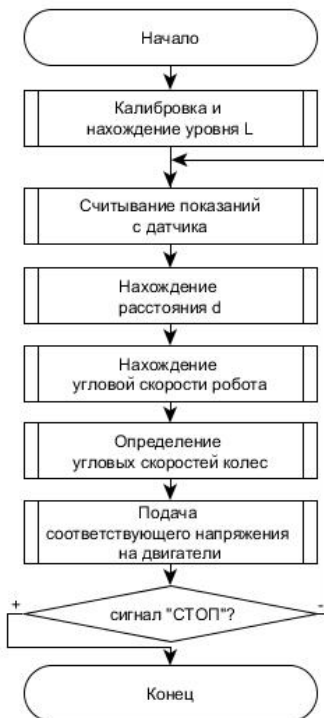 Начало
Калибровка и
нахождение уровня L
Считывание показаний
с датчика
Нахождение
расстояния d
Нахождение
угловой скорости робота
Определение
угловых скоростей колес
Подача
соответствующего напряжения
на двигатели
+
сигнал "СТОП"?
-
Конец